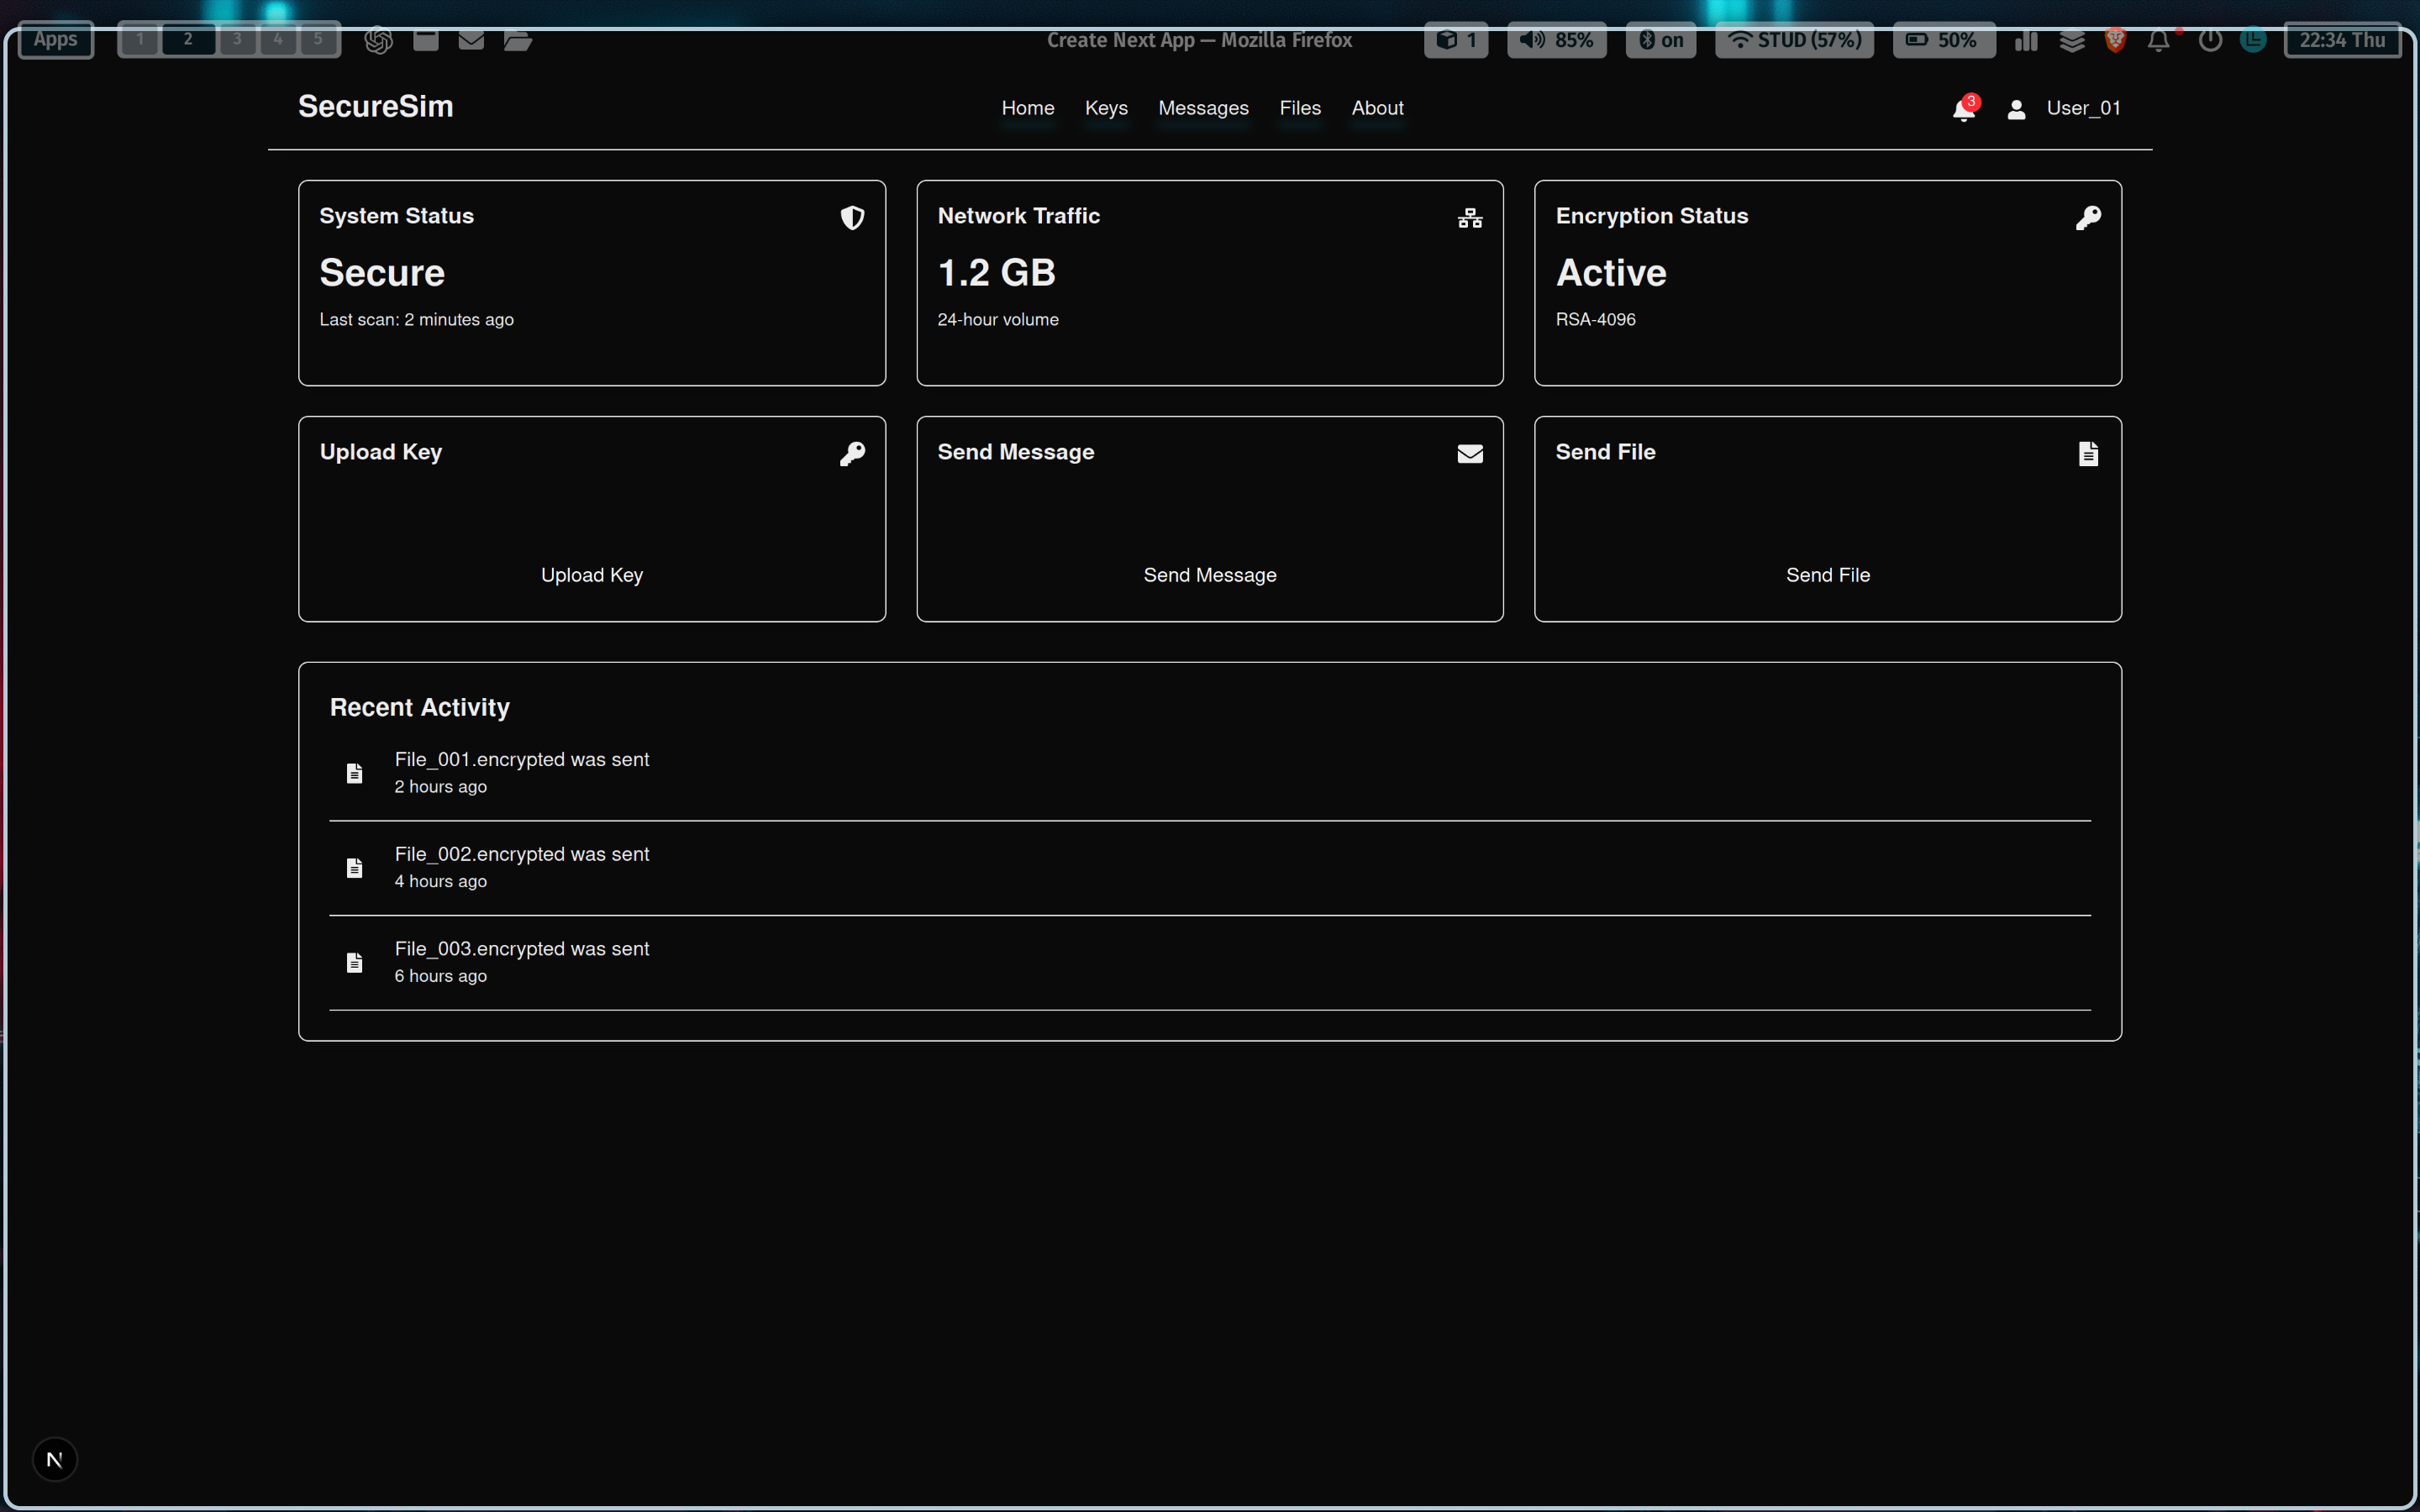 Apps 1 2 3 4 5 Create Next App — Mozilla Firefox 1 85% on STUD (57%) 50% 22:34 Thu
SecureSim Home Keys Messages Files About 3 User_01
System Status Network Traffic Encryption Status
Secure 1.2 GB Active
Last scan: 2 minutes ago 24-hour volume RSA-4096
Upload Key Send Message Send File
Upload Key Send Message Send File
Recent Activity
File_001.encrypted was sent
2 hours ago
File_002.encrypted was sent
4 hours ago
File_003.encrypted was sent
6 hours ago
N